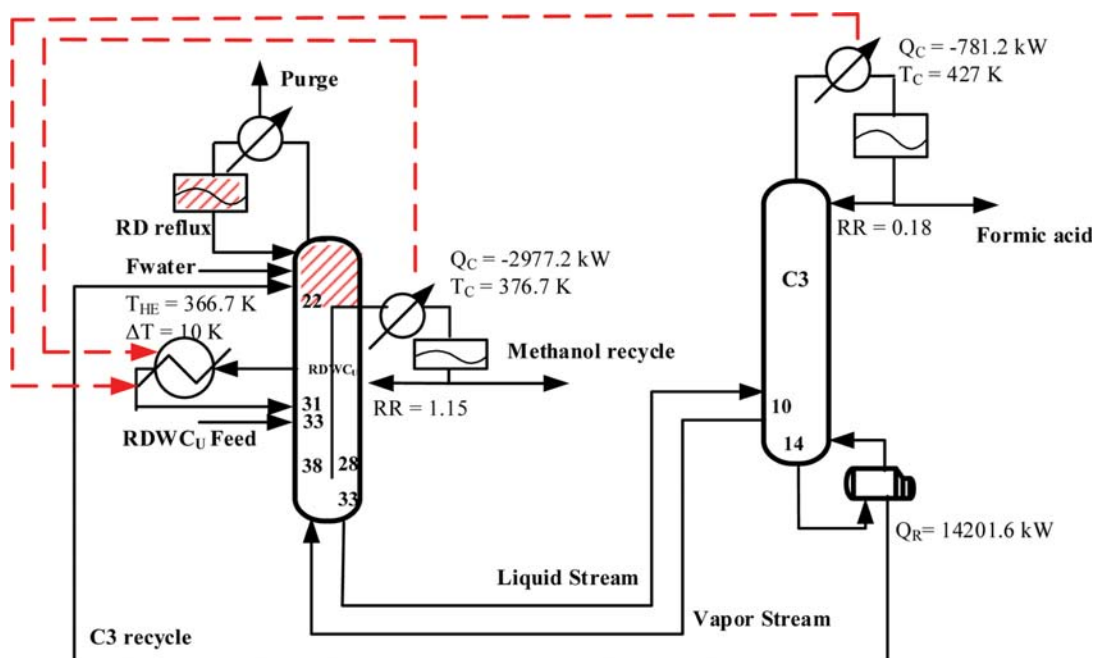 Q_C = -781.2 kW
T_C = 427 K
Purge
RD reflux
RR = 0.18
Formic acid
Fwater
Q_C = -2977.2 kW
T_C = 376.7 K
C3
T_HE = 366.7 K
22
ΔT = 10 K
Methanol recycle
RDWC_U
RR = 1.15
31
10
33
RDWC_U Feed
14
38
28
33
Q_R= 14201.6 kW
Liquid Stream
Vapor Stream
C3 recycle